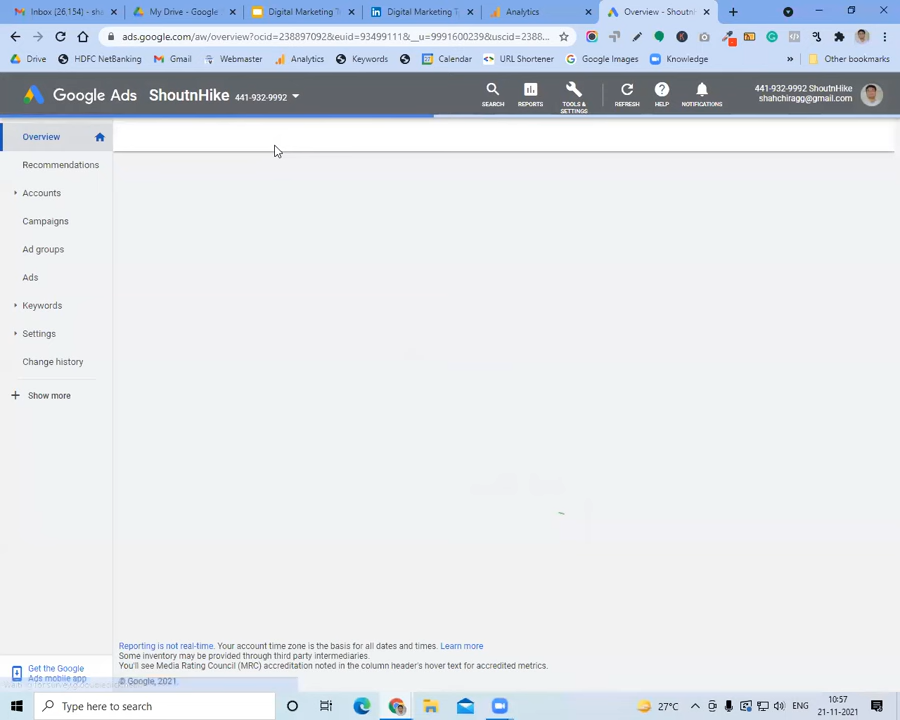 Inbox (26,154) - sha
My Drive - Google
Digital Marketing T
Digital Marketing T
Analytics
Overview - Shoutn
ads.google.com/aw/overview?ocid=238897092&euid=93499111&__u=9991600239&uscid=2388...
Drive
HDFC NetBanking
Gmail
Webmaster
Analytics
Keywords
Calendar
URL Shortener
Google Images
Knowledge
»
Other bookmarks
Google Ads
ShoutnHike
441-932-9992
SEARCH
REPORTS
TOOLS & SETTINGS
REFRESH
HELP
NOTIFICATIONS
441-932-9992 ShoutnHike
shahchiragg@gmail.com
Overview
Recommendations
Accounts
Campaigns
Ad groups
Ads
Keywords
Settings
Change history
+ Show more
Reporting is not real-time. Your account time zone is the basis for all dates and times. Learn more
Some inventory may be provided through third party intermediaries.
You'll see Media Rating Council (MRC) accreditation noted in the column header's hover text for accredited metrics.
© Google, 2021.
Get the Google
Ads mobile app
Type here to search
27°C
ENG
10:57
21-11-2021